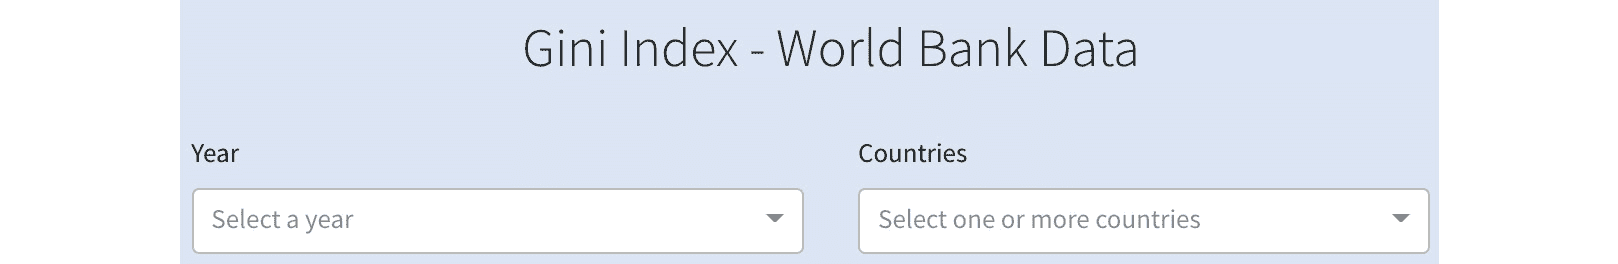 Gini Index - World Bank Data
Year
Countries
Select a year
Select one or more countries